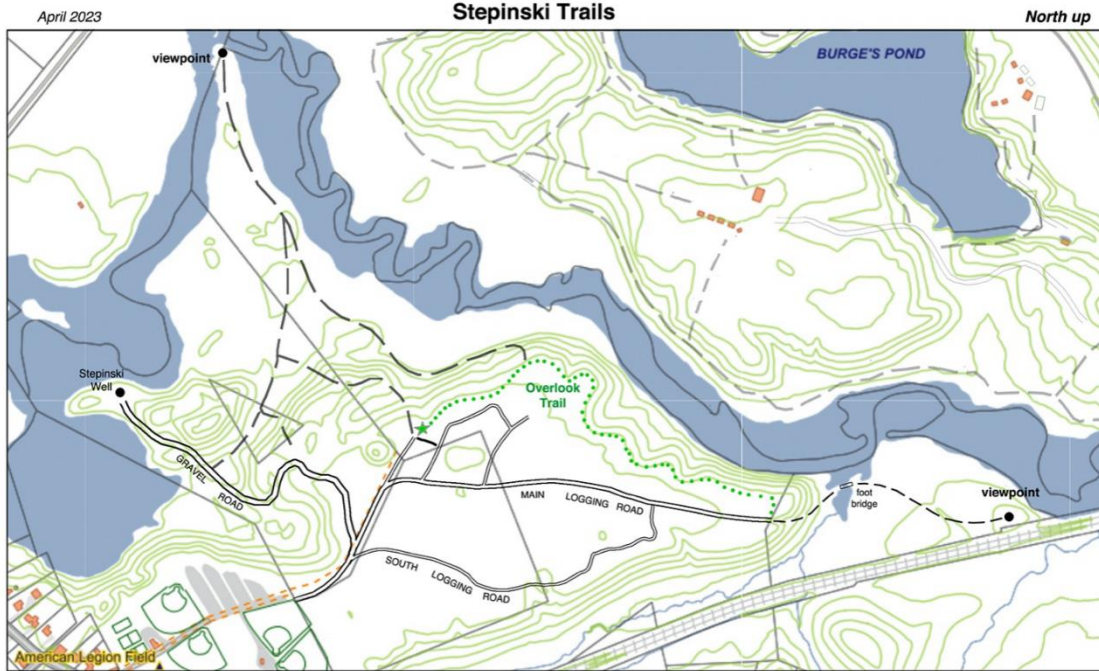 April 2023
Stepinski Trails
North up
viewpoint
BURGE'S POND
Stepinski
Well
Overlook
Trail
GRAVEL
ROAD
MAIN LOGGING ROAD
foot
bridge
viewpoint
SOUTH LOGGING ROAD
American Legion Field